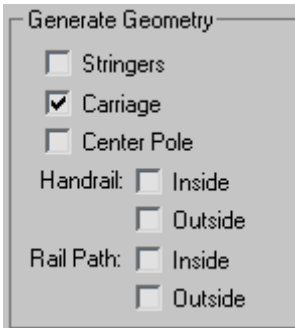 Generate Geometry
Stringers
Carriage
Center Pole
Handrail: Inside
Outside
Rail Path: Inside
Outside